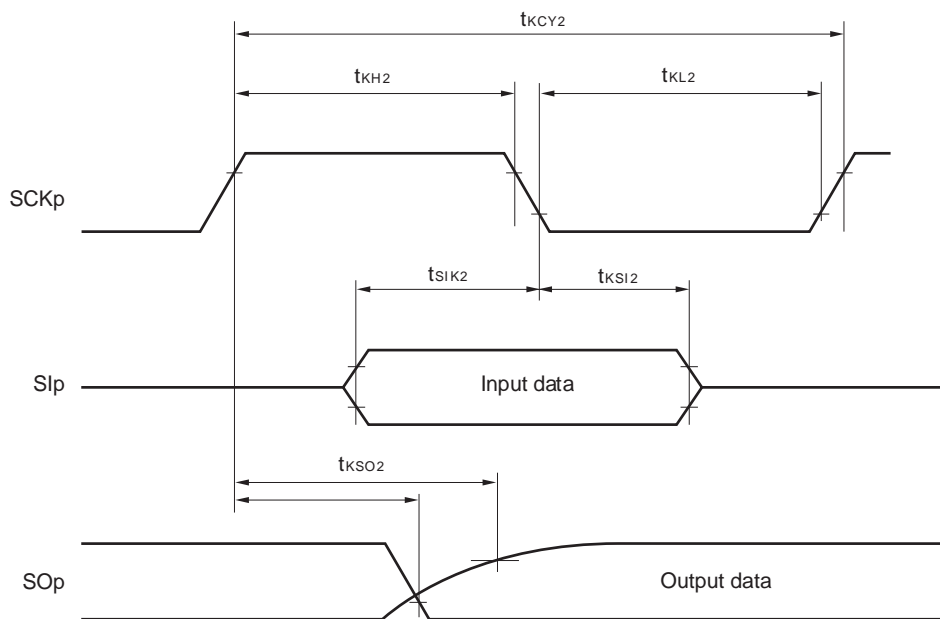 tKCY2
tKH2
tKL2
SCKp
tSIK2
tKSI2
SIp
Input data
tKSO2
SOp
Output data